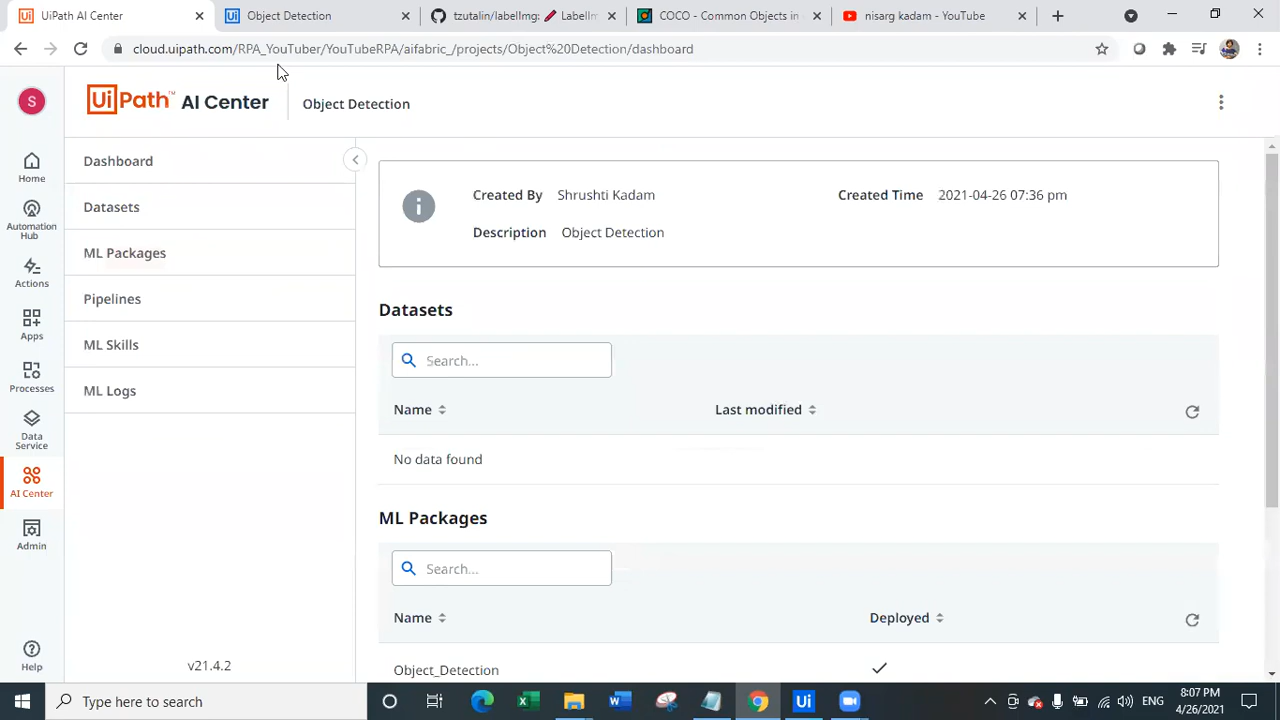 UiPath AI Center
Object Detection
tzutalin/labelImg: LabelIm
COCO - Common Objects in
nisarg kadam - YouTube
cloud.uipath.com/RPA_YouTuber/YouTubeRPA/aifabric_/projects/Object%20Detection/dashboard
S
UiPath™ AI Center
Object Detection
Home
Automation
Hub
Actions
Apps
Processes
Data
Service
AI Center
Admin
Help
Dashboard
Datasets
ML Packages
Pipelines
ML Skills
ML Logs
v21.4.2
Created By Shrushti Kadam
Created Time 2021-04-26 07:36 pm
Description Object Detection
Datasets
Search...
Name Last modified
No data found
ML Packages
Search...
Name Deployed
Object_Detection
Type here to search
ENG
8:07 PM
4/26/2021